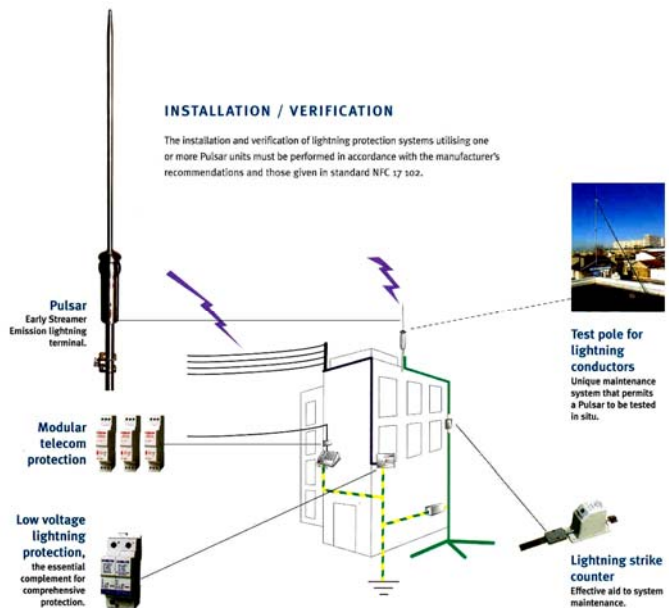 INSTALLATION / VERIFICATION
The installation and verification of lightning protection systems utilising one
or more Pulsar units must be performed in accordance with the manufacturer's
recommendations and those given in standard NFC 17 102.
Pulsar
Early Streamer
Emission lightning
terminal.
Test pole for
lightning
conductors
Unique maintenance
system that permits
a Pulsar to be tested
in situ.
Modular
telecom
protection
Low voltage
lightning
protection,
the essential
complement for
comprehensive
protection.
Lightning strike
counter
Effective aid to system
maintenance.